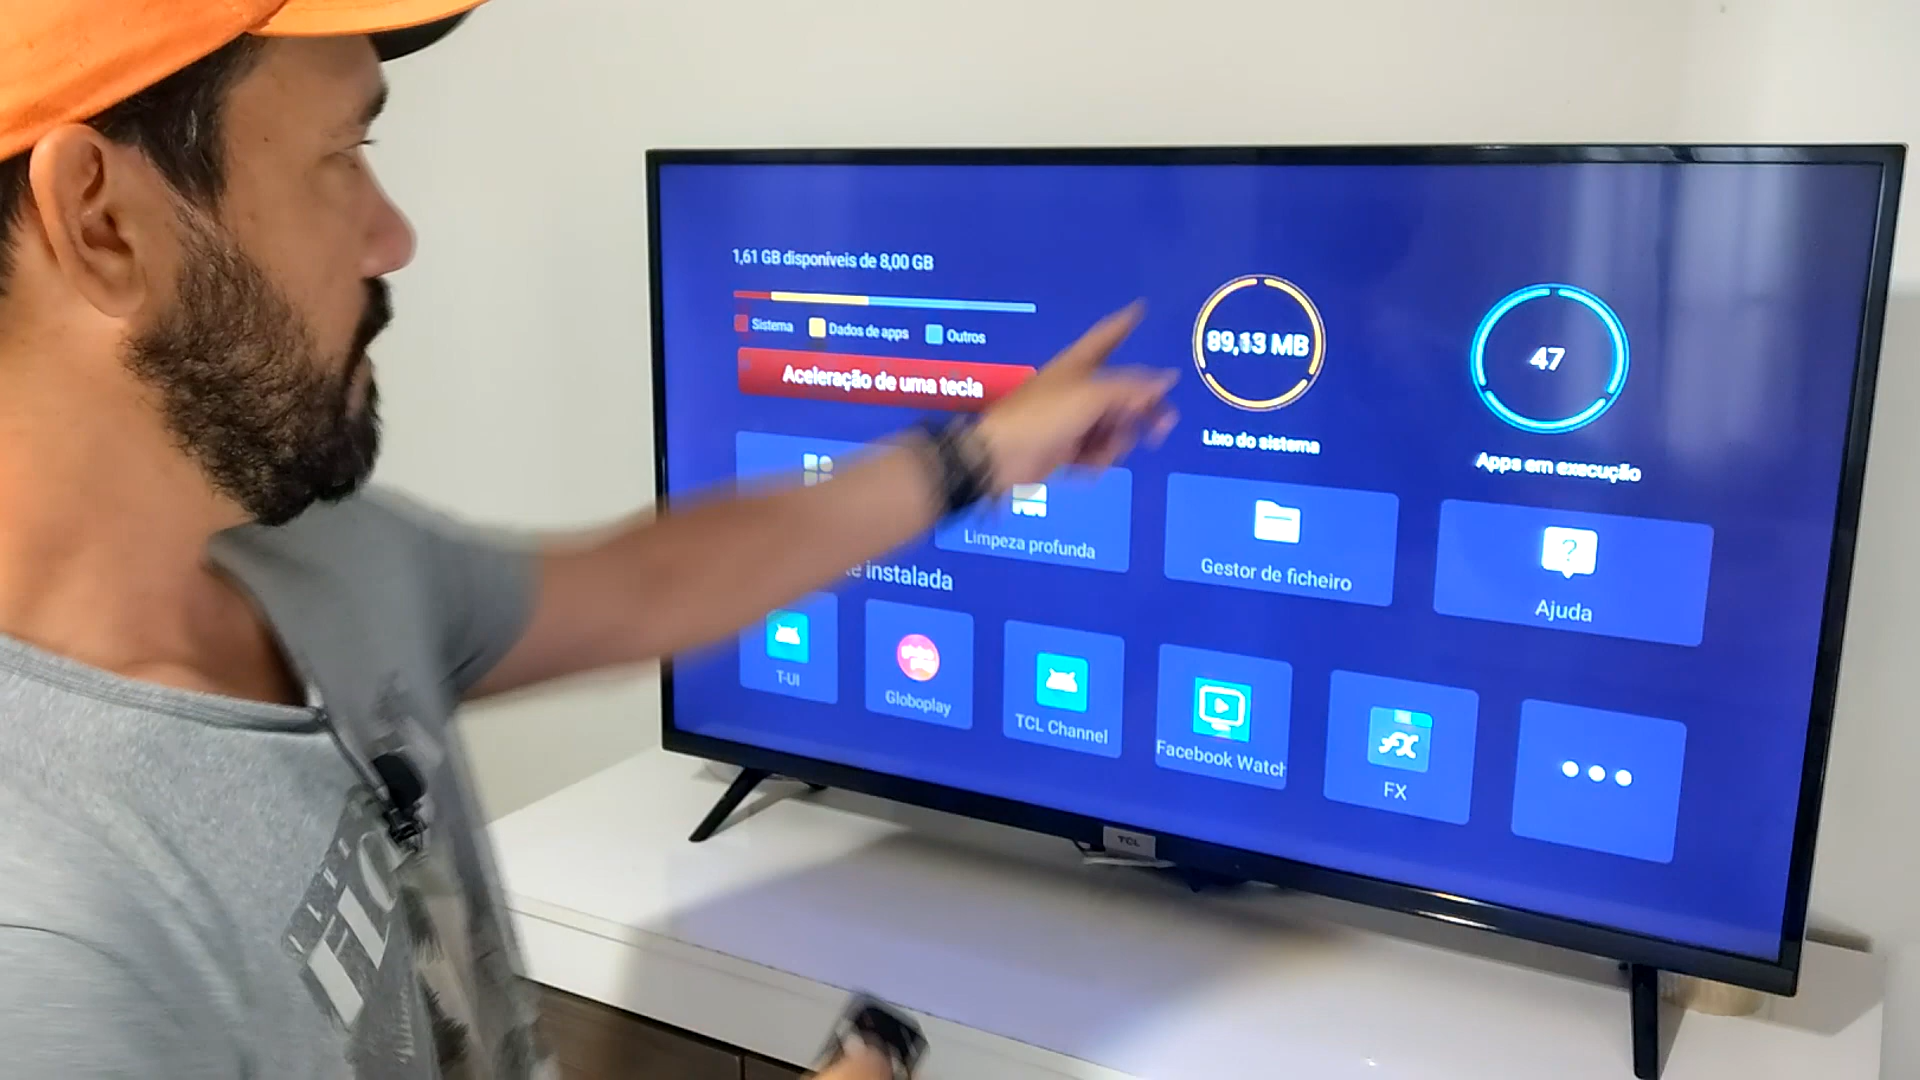 1,61 GB disponíveis de 8,00 GB
Sistema
Dados de apps
Outros
Aceleração de uma tecla
89,13 MB
Lixo do sistema
47
Apps em execução
Limpeza profunda
Gestor de ficheiro
Ajuda
instalada
T-UI
Globoplay
TCL Channel
Facebook Watch
FX
TCL